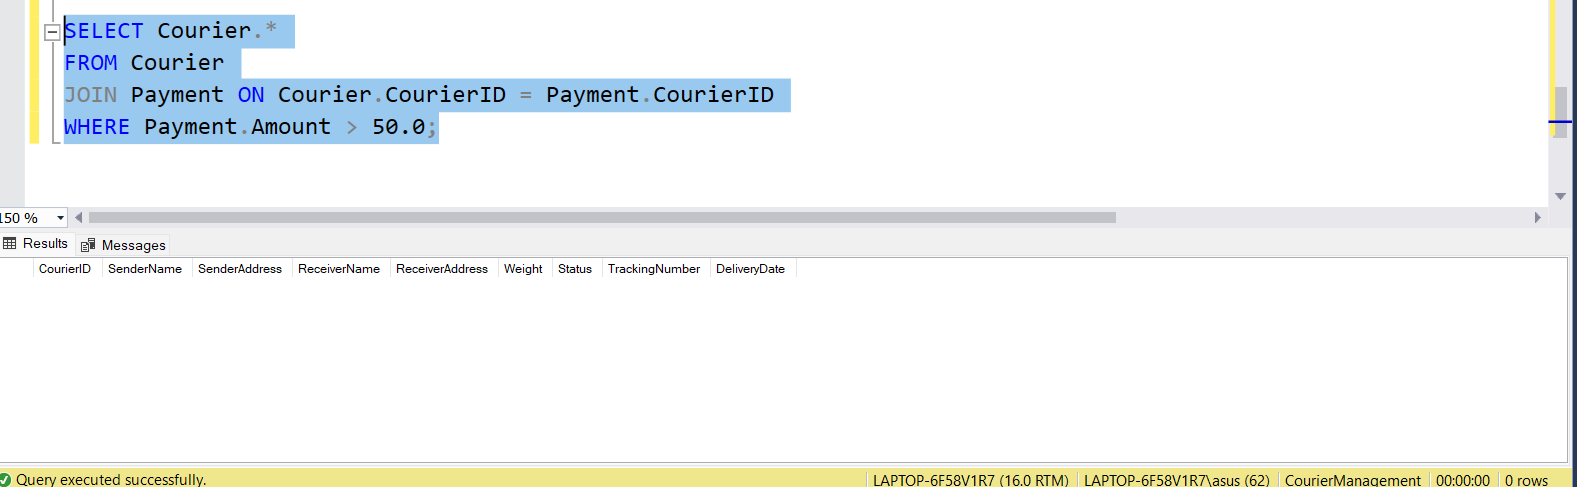 SELECT Courier.*
FROM Courier
JOIN Payment ON Courier.CourierID = Payment.CourierID
WHERE Payment.Amount > 50.0;
150 %
Results Messages
CourierID SenderName SenderAddress ReceiverName ReceiverAddress Weight Status TrackingNumber DeliveryDate
Query executed successfully. LAPTOP-6F58V1R7 (16.0 RTM) LAPTOP-6F58V1R7\asus (62) CourierManagement 00:00:00 0 rows